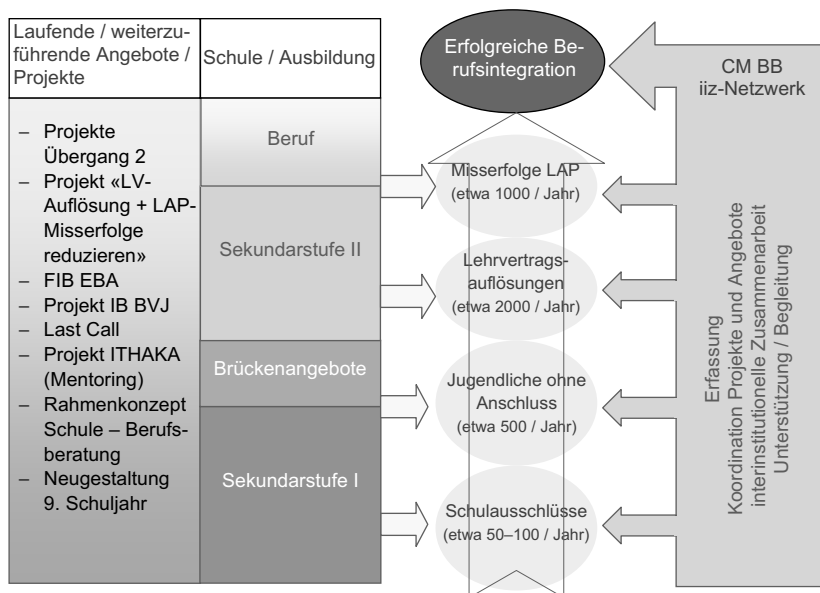 Laufende / weiterzu-
führende Angebote /
Projekte
Schule / Ausbildung
– Projekte
Übergang 2
– Projekt «LV-
Auflösung + LAP-
Misserfolge
reduzieren»
– FIB EBA
– Projekt IB BVJ
– Last Call
– Projekt ITHAKA
(Mentoring)
– Rahmenkonzept
Schule – Berufs-
beratung
– Neugestaltung
9. Schuljahr
Beruf
Sekundarstufe II
Brückenangebote
Sekundarstufe I
Erfolgreiche Be-
rufsintegration
Misserfolge LAP
(etwa 1000 / Jahr)
Lehrvertrags-
auflösungen
(etwa 2000 / Jahr)
Jugendliche ohne
Anschluss
(etwa 500 / Jahr)
Schulausschlüsse
(etwa 50–100 / Jahr)
CM BB
iiz-Netzwerk
Erfassung
Koordination Projekte und Angebote
interinstitutionelle Zusammenarbeit
Unterstützung / Begleitung